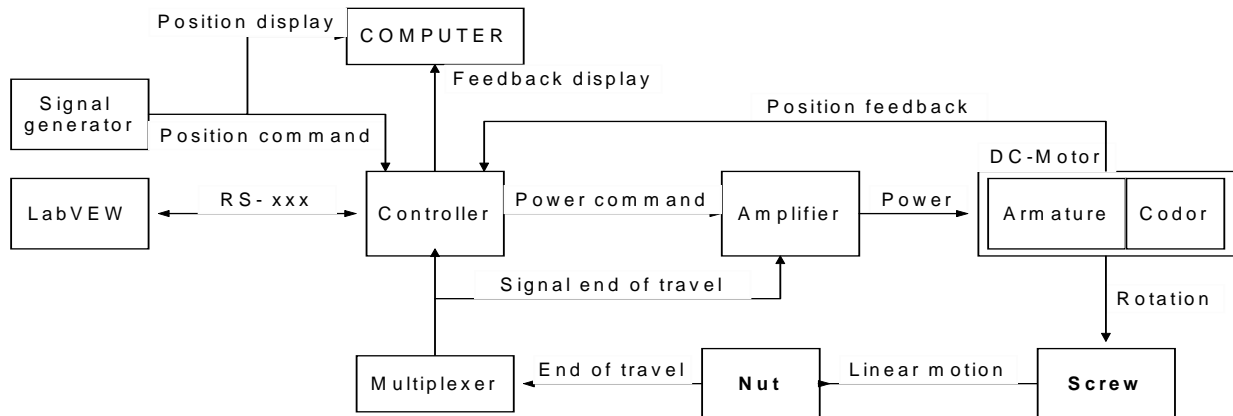 Position display
COMPUTER
Feedback display
Signal
generator
Position command
Position feedback
DC-Motor
LabVEW
RS- xxx
Controller
Power command
Amplifier
Power
Armature
Codor
Signal end of travel
Rotation
Multiplexer
End of travel
Nut
Linear motion
Screw